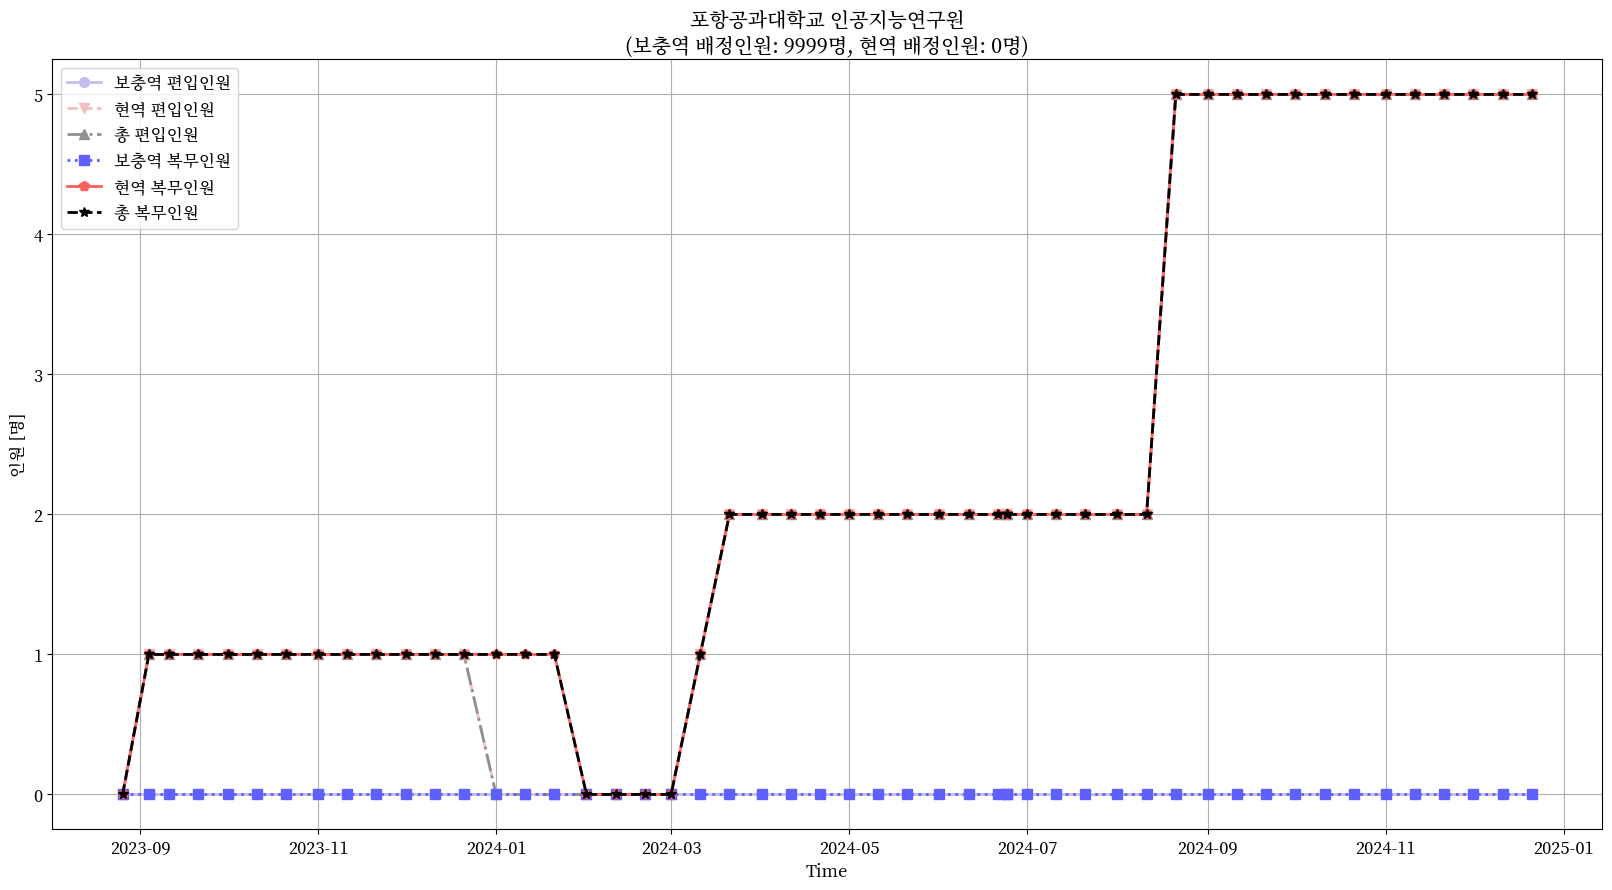 포항공과대학교 인공지능연구원
(보충역 배정인원: 9999명, 현역 배정인원: 0명)
보충역 편입인원
현역 편입인원
총 편입인원
보충역 복무인원
현역 복무인원
총 복무인원
5
4
3
2
1
0
인원 [명]
2023-09
2023-11
2024-01
2024-03
2024-05
2024-07
2024-09
2024-11
2025-01
Time